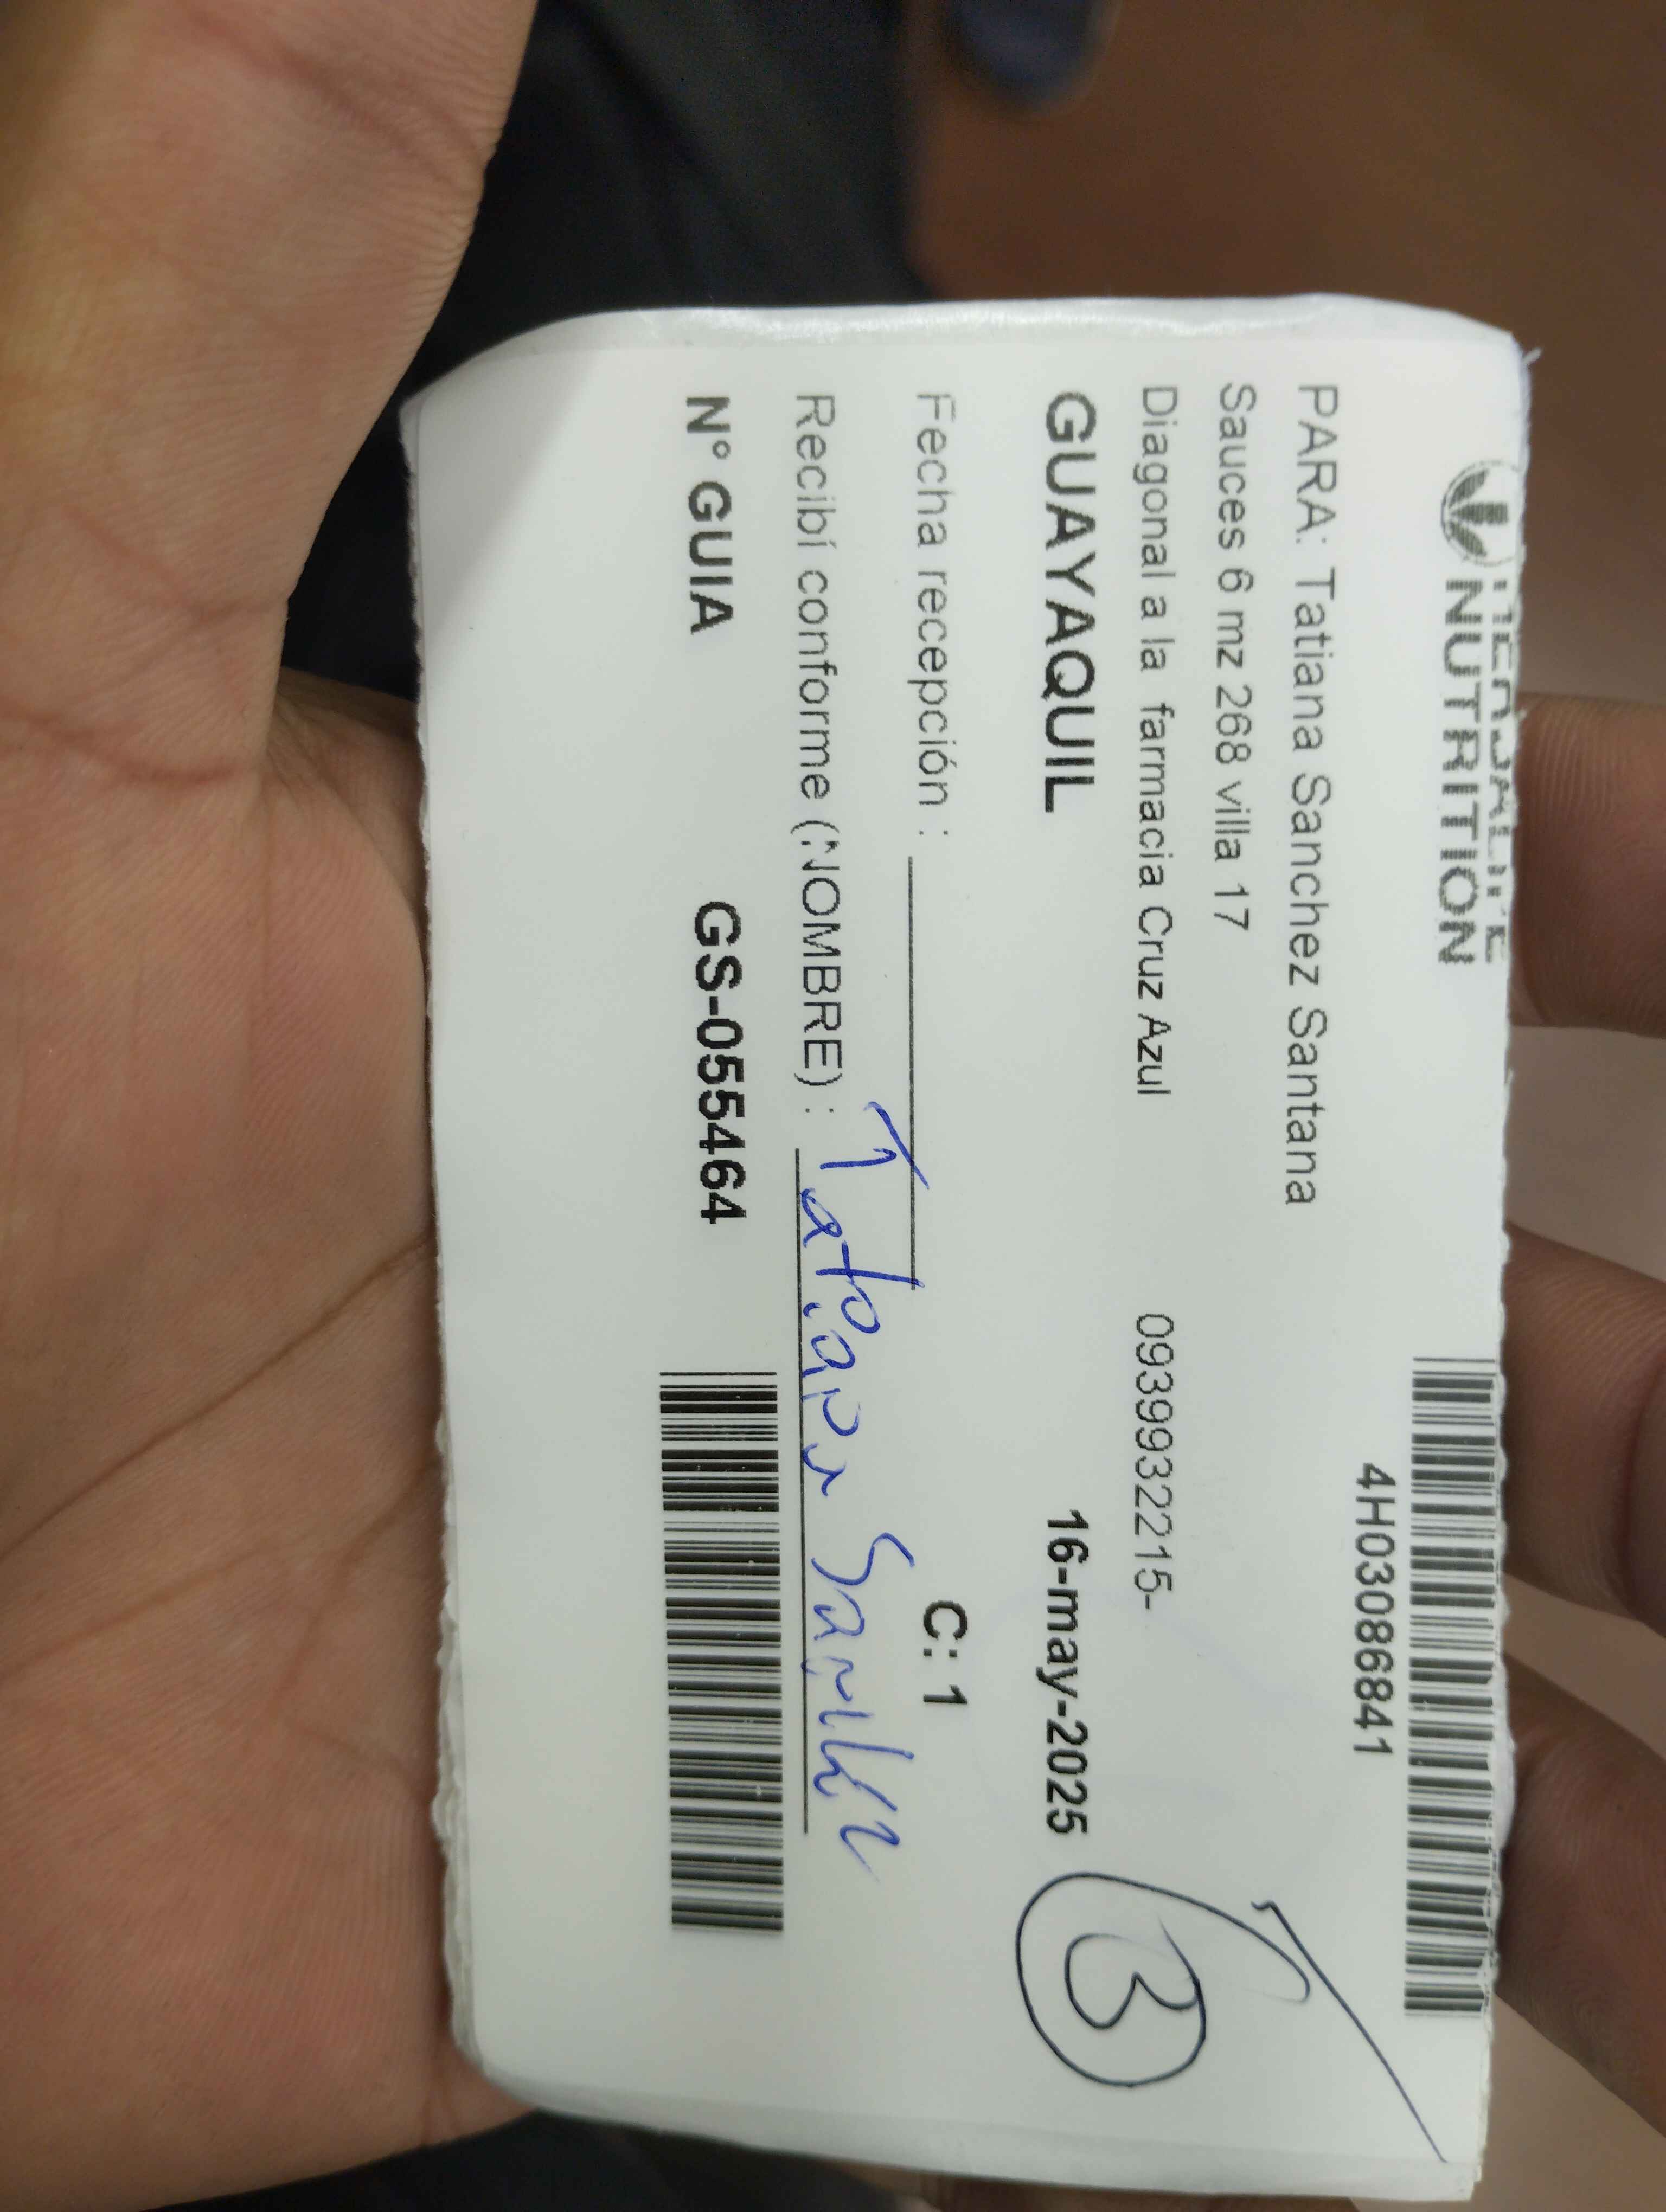 NUTRITION
4H03086841
PARA: Tatiana Sanchez Santana
Sauces 6 mz 268 villa 17
Diagonal a la farmacia Cruz Azul 0939932215-
GUAYAQUIL 16-may-2025
3
Fecha recepción : C: 1
Recibí conforme (NOMBRE) : Tatiana
N° GUIA GS-055464